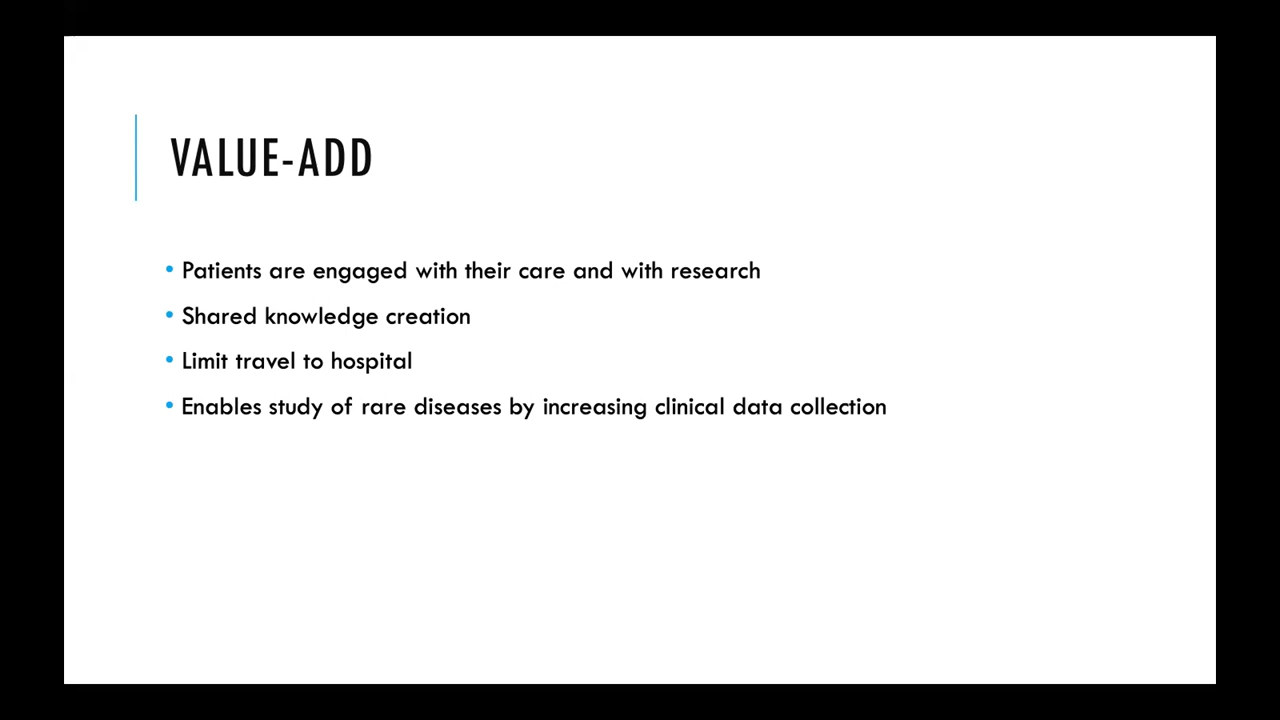 VALUE-ADD
• Patients are engaged with their care and with research
• Shared knowledge creation
• Limit travel to hospital
• Enables study of rare diseases by increasing clinical data collection